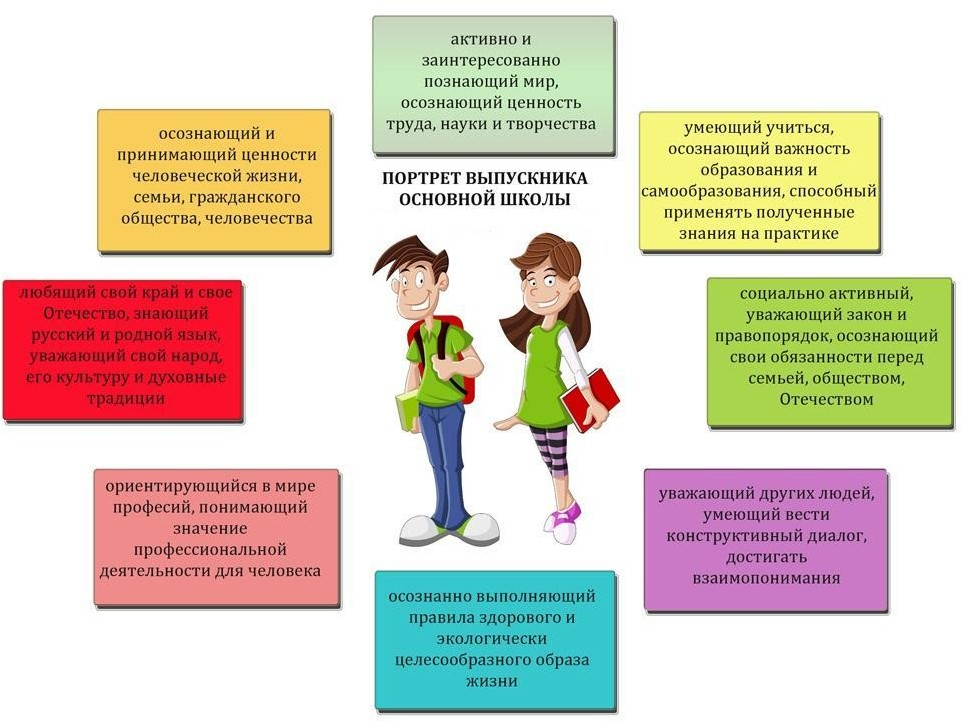 активно и
заинтересованно
познающий мир,
осознающий ценность
труда, науки и творчества
осознающий и
принимающий ценности
человеческой жизни,
семьи, гражданского
общества, человечества
умеющий учиться,
осознающий важность
образования и
самообразования, способный
применять полученные
знания на практике
ПОРТРЕТ ВЫПУСКНИКА
ОСНОВНОЙ ШКОЛЫ
любящий свой край и свое
Отечество, знающий
русский и родной язык,
уважающий свой народ,
его культуру и духовные
традиции
социально активный,
уважающий закон и
правопорядок, осознающий
свои обязанности перед
семьей, обществом,
Отечеством
ориентирующийся в мире
професий, понимающий
значение
профессиональной
деятельности для человека
уважающий других людей,
умеющий вести
конструктивный диалог,
достигать
взаимопонимания
осознанно выполняющий
правила здорового и
экологически
целесообразного образа
жизни